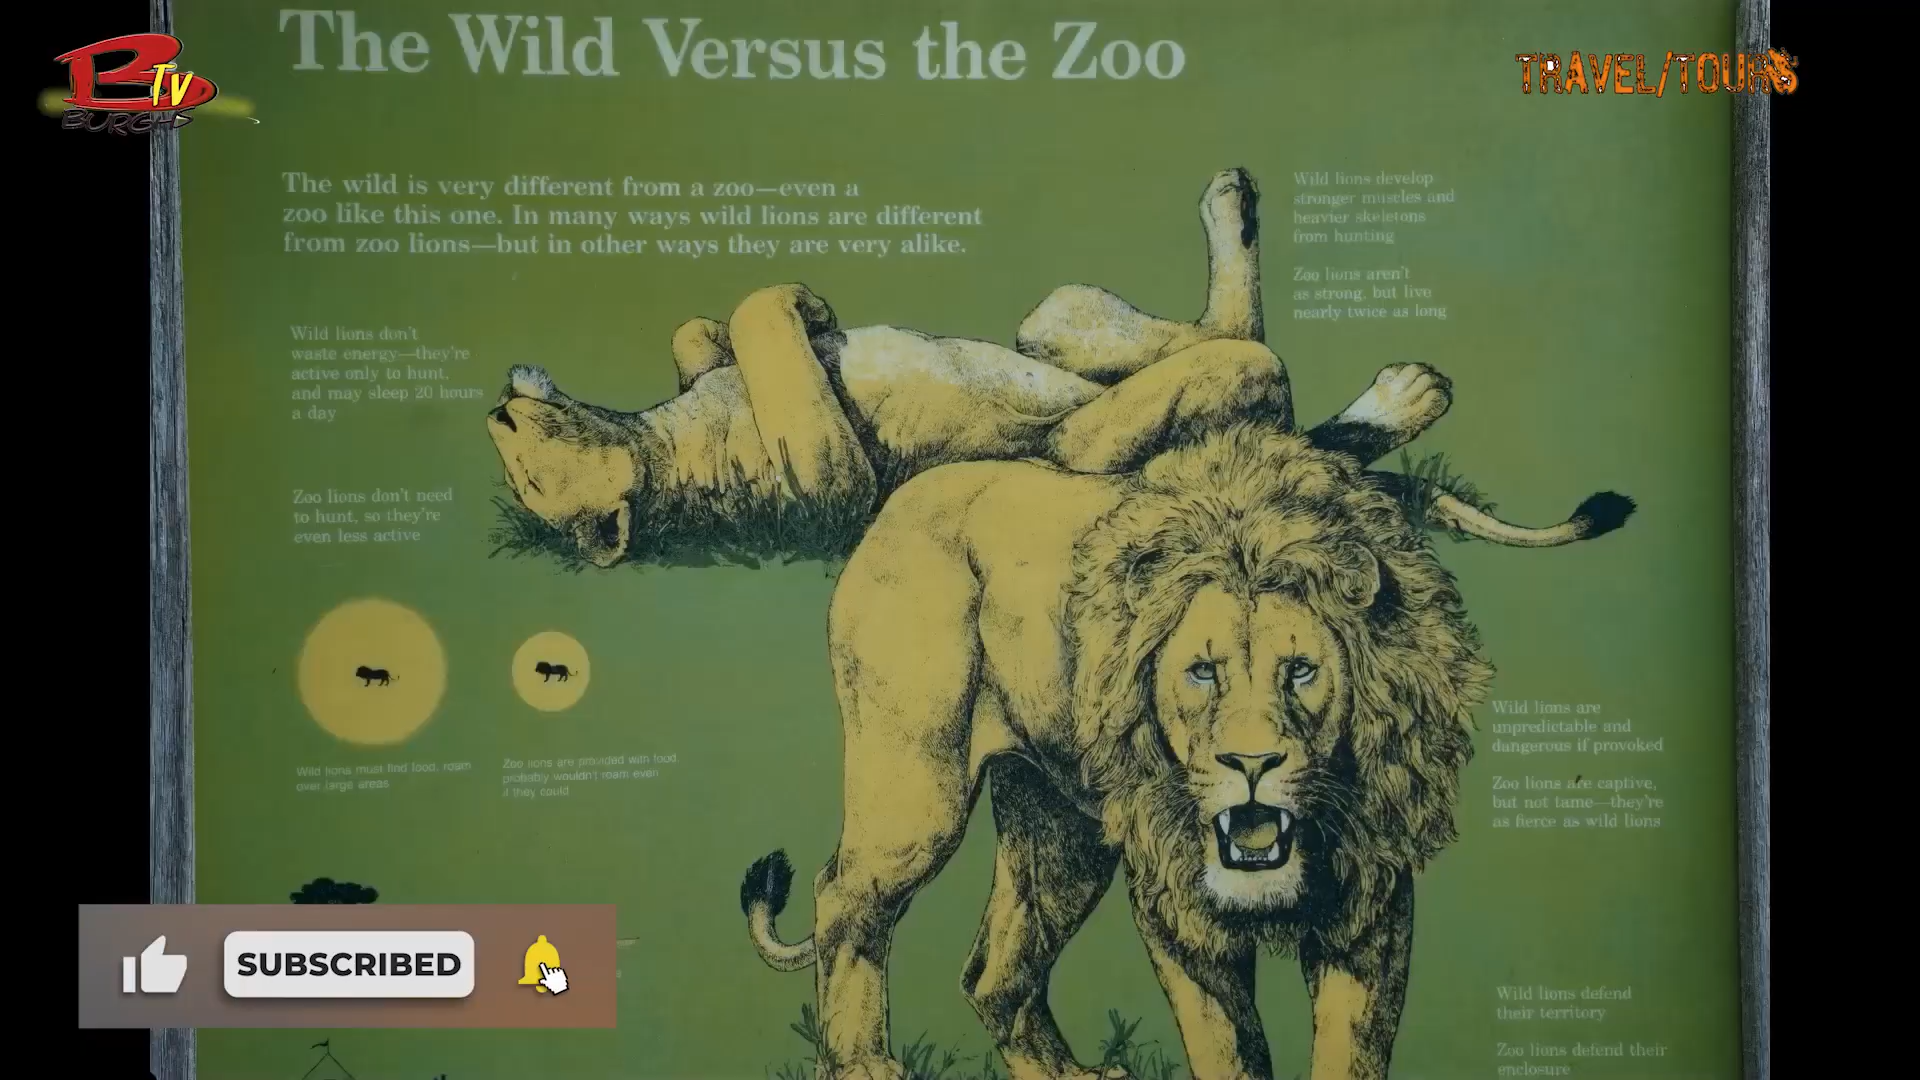 The Wild Versus the Zoo
B TV
BURGHS
TRAVEL/TOURS
The wild is very different from a zoo—even a
zoo like this one. In many ways wild lions are different
from zoo lions—but in other ways they are very alike.
Wild lions develop
stronger muscles and
heavier skeletons
from hunting
Zoo lions aren't
as strong, but live
nearly twice as long
Wild lions don't
waste energy—they're
active only to hunt,
and may sleep 20 hours
a day
Zoo lions don't need
to hunt, so they're
even less active
Wild lions must find food, roam
over large areas
Zoo lions are provided with food,
probably wouldn't roam even
if they could
Wild lions are
unpredictable and
dangerous if provoked
Zoo lions are captive,
but not tame—they're
as fierce as wild lions
SUBSCRIBED
Wild lions defend
their territory
Zoo lions defend their
enclosure